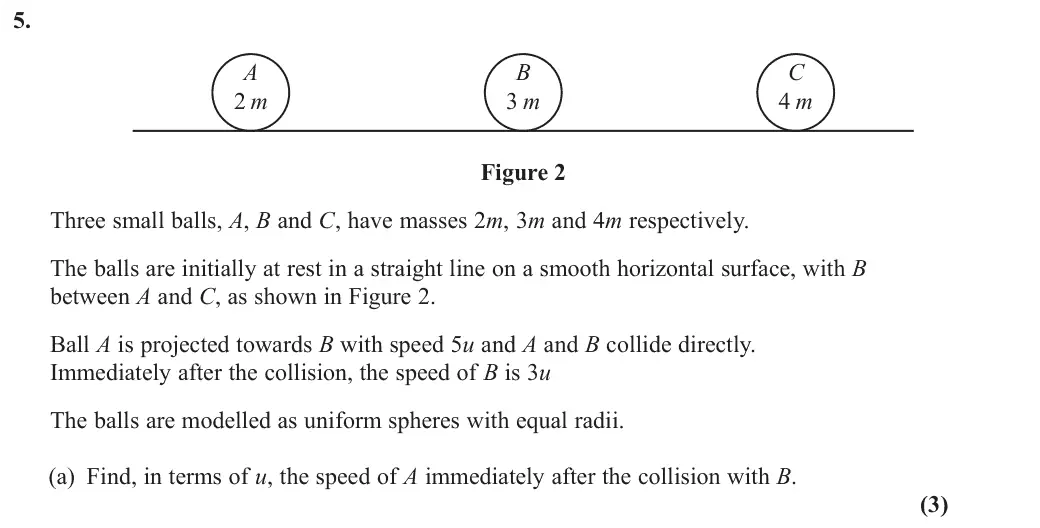 5.
A B C
2 m 3 m 4 m
Figure 2
Three small balls, A, B and C, have masses 2m, 3m and 4m respectively.
The balls are initially at rest in a straight line on a smooth horizontal surface, with B
between A and C, as shown in Figure 2.
Ball A is projected towards B with speed 5u and A and B collide directly.
Immediately after the collision, the speed of B is 3u
The balls are modelled as uniform spheres with equal radii.
(a) Find, in terms of u, the speed of A immediately after the collision with B.
(3)